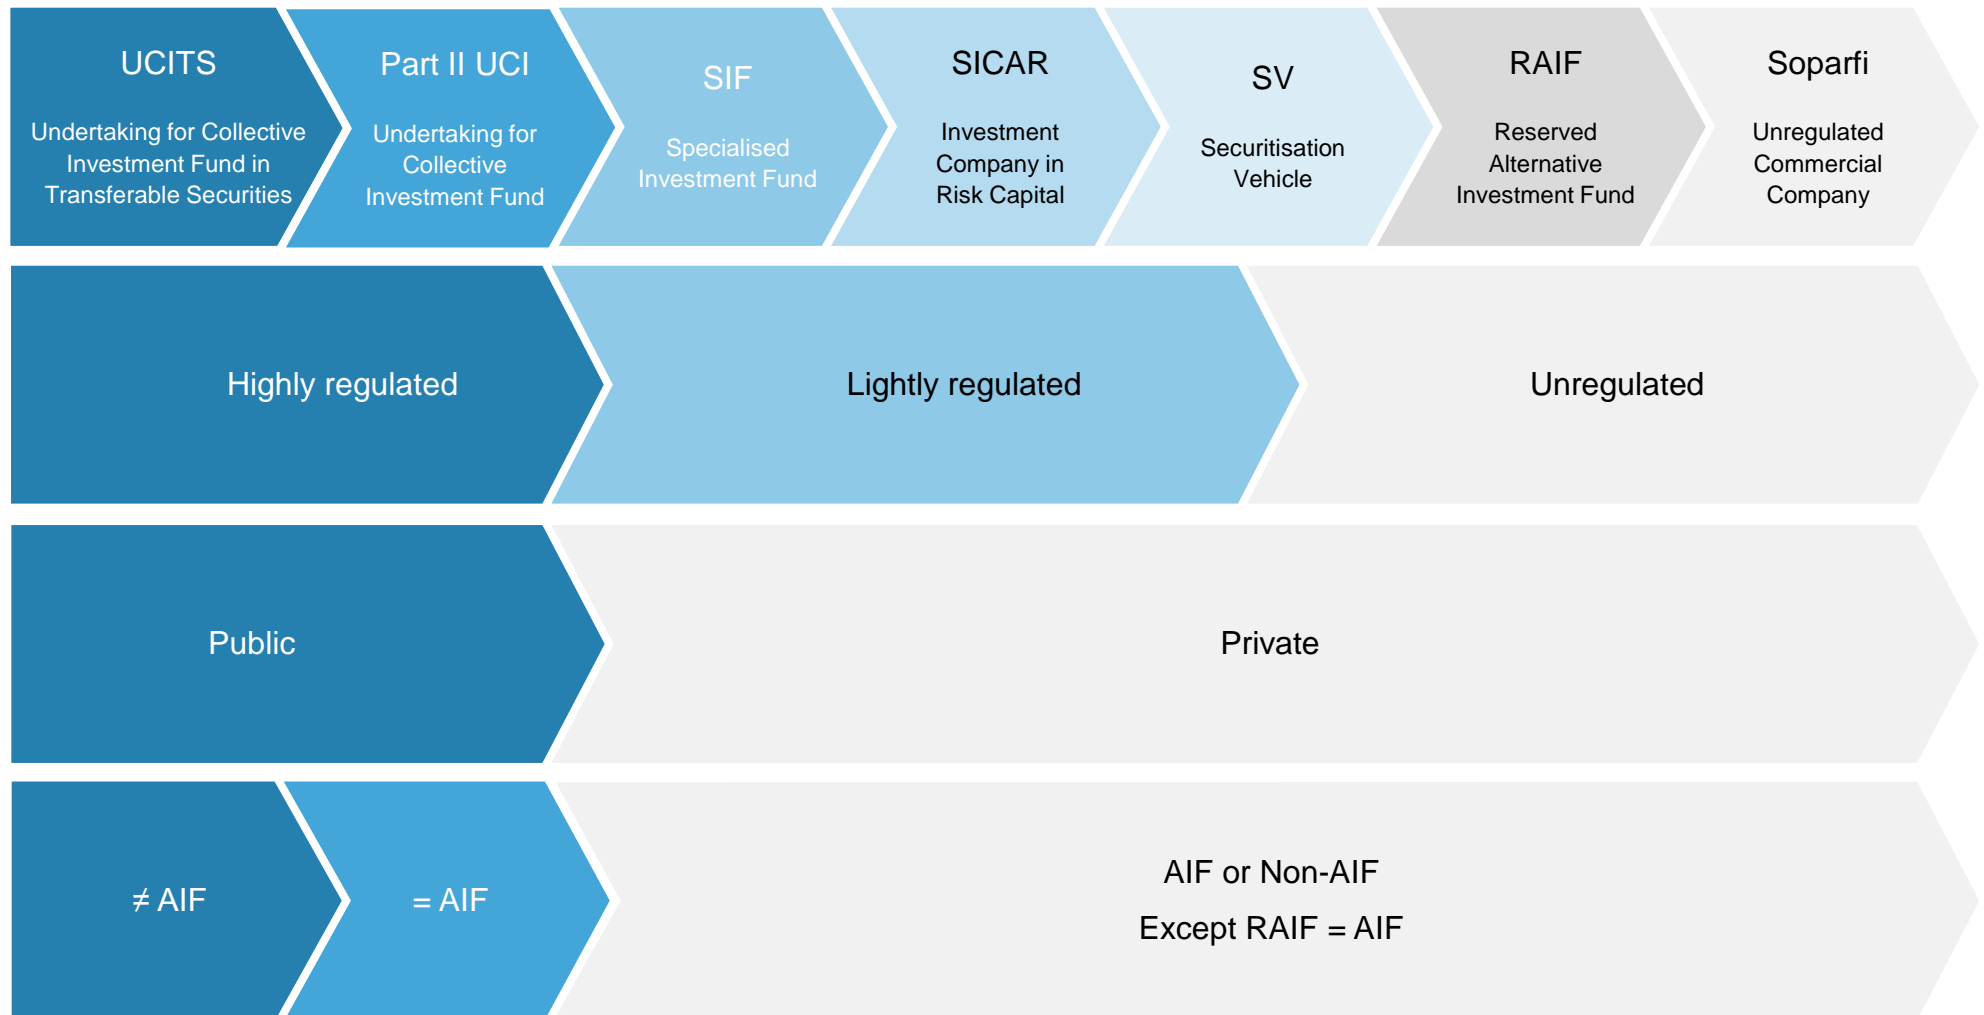 UCITS
Undertaking for Collective
Investment Fund in
Transferable Securities
Part II UCI
Undertaking for
Collective
Investment Fund
SIF
Specialised
Investment Fund
SICAR
Investment
Company in
Risk Capital
SV
Securitisation
Vehicle
RAIF
Reserved
Alternative
Investment Fund
Soparfi
Unregulated
Commercial
Company
Highly regulated
Lightly regulated
Unregulated
Public
Private
≠ AIF
= AIF
AIF or Non-AIF
Except RAIF = AIF